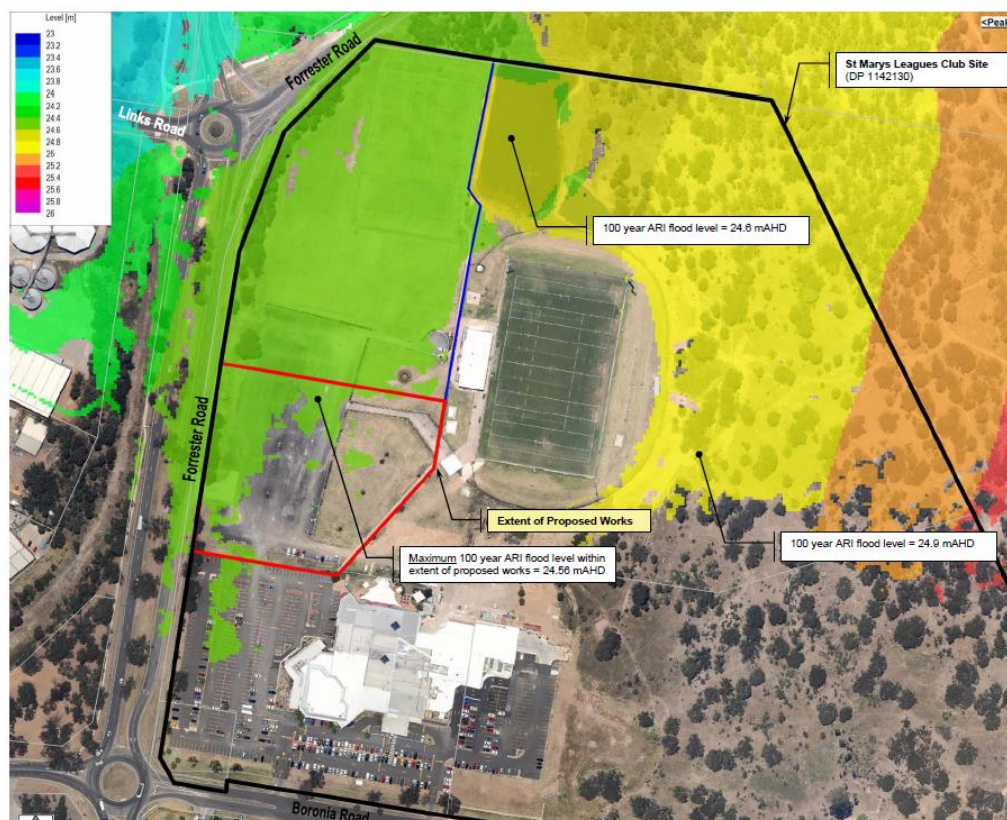 Level [m]
23
23.2
23.4
23.6
23.8
24
24.2
24.4
24.6
24.8
25
25.2
25.4
25.6
25.8
26
<Peak
Forrester Road
Links Road
St Marys Leagues Club Site
(DP 1142130)
100 year ARI flood level = 24.6 mAHD
Forrester Road
Extent of Proposed Works
100 year ARI flood level = 24.9 mAHD
Maximum 100 year ARI flood level within
extent of proposed works = 24.56 mAHD
Boronia Road